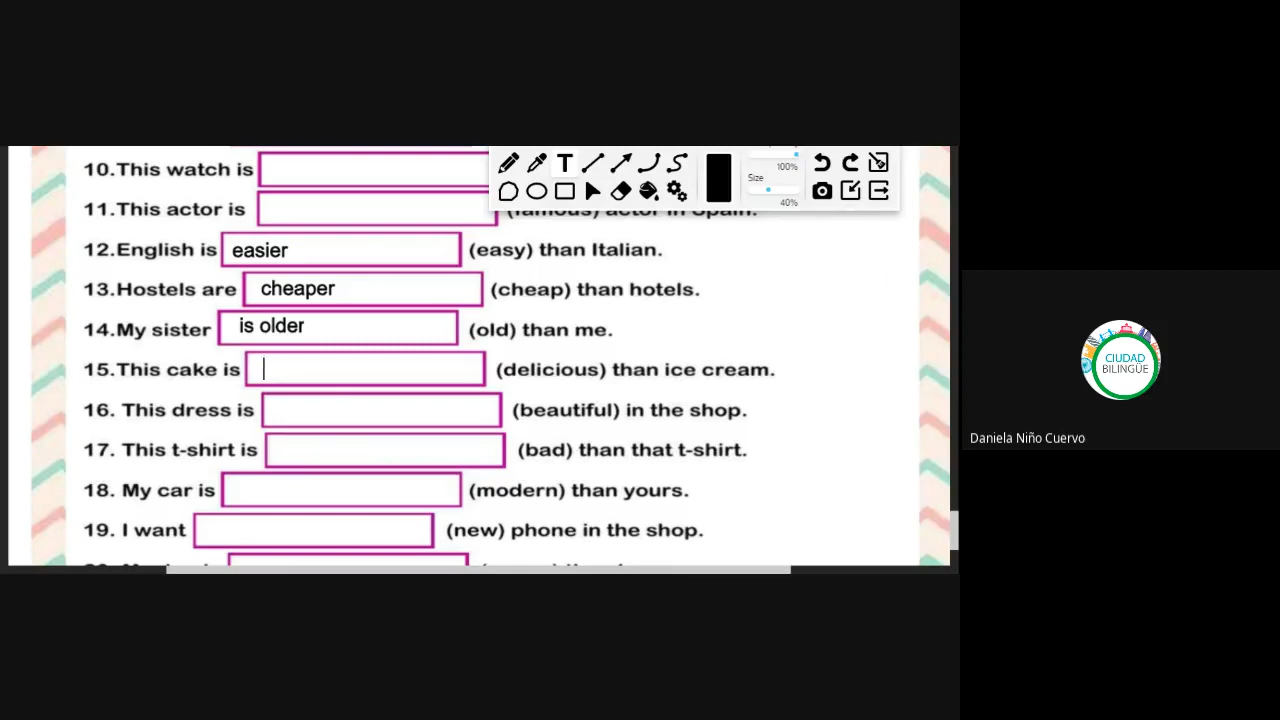 10.This watch is
100%
Size
40%
11.This actor is (famous) actor in Spain.
12.English is easier (easy) than Italian.
13.Hostels are cheaper (cheap) than hotels.
14.My sister is older (old) than me.
15.This cake is (delicious) than ice cream.
16. This dress is (beautiful) in the shop.
17. This t-shirt is (bad) than that t-shirt.
18. My car is (modern) than yours.
19. I want (new) phone in the shop.
CIUDAD
BILINGÜE
Daniela Niño Cuervo